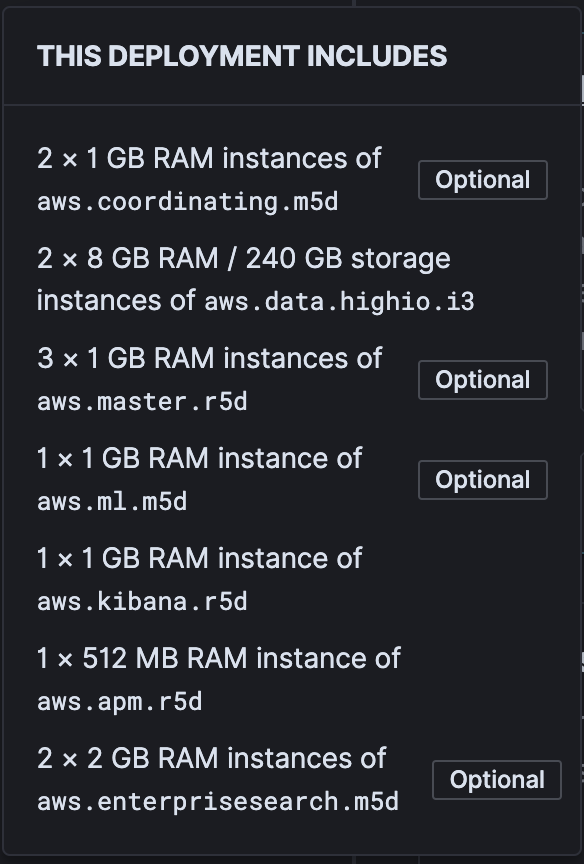 THIS DEPLOYMENT INCLUDES
2 × 1 GB RAM instances of
aws.coordinating.m5d
Optional
2 × 8 GB RAM / 240 GB storage
instances of aws.data.highio.i3
3 × 1 GB RAM instances of
aws.master.r5d
Optional
1 × 1 GB RAM instance of
aws.ml.m5d
Optional
1 × 1 GB RAM instance of
aws.kibana.r5d
1 × 512 MB RAM instance of
aws.apm.r5d
2 × 2 GB RAM instances of
aws.enterprisesearch.m5d
Optional